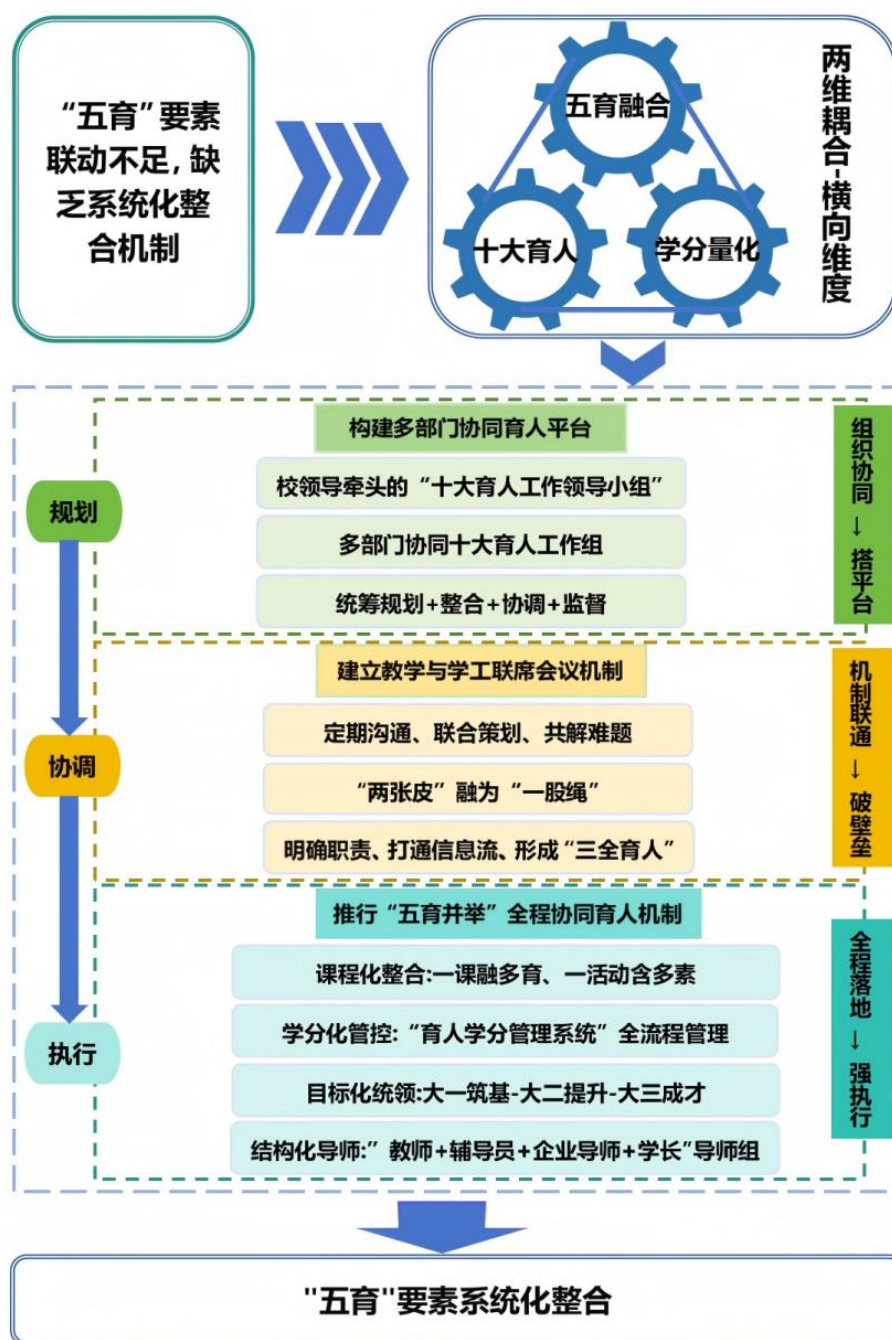 “五育”要素
联动不足,缺
乏系统化整
合机制
五育融合
十大育人
学分量化
两维耦合-横向维度
规划
构建多部门协同育人平台
校领导牵头的“十大育人工作领导小组”
多部门协同十大育人工作组
统筹规划+整合+协调+监督
组织协同→搭平台
协调
建立教学与学工联席会议机制
定期沟通、联合策划、共解难题
“两张皮”融为“一股绳”
明确职责、打通信息流、形成“三全育人”
机制联通→破壁垒
执行
推行“五育并举”全程协同育人机制
课程化整合:一课融多育、一活动含多素
学分化管控:“育人学分管理系统”全流程管理
目标化统领:大一筑基-大二提升-大三成才
结构化导师:”教师+辅导员+企业导师+学长”导师组
全程落地→强执行
"五育"要素系统化整合